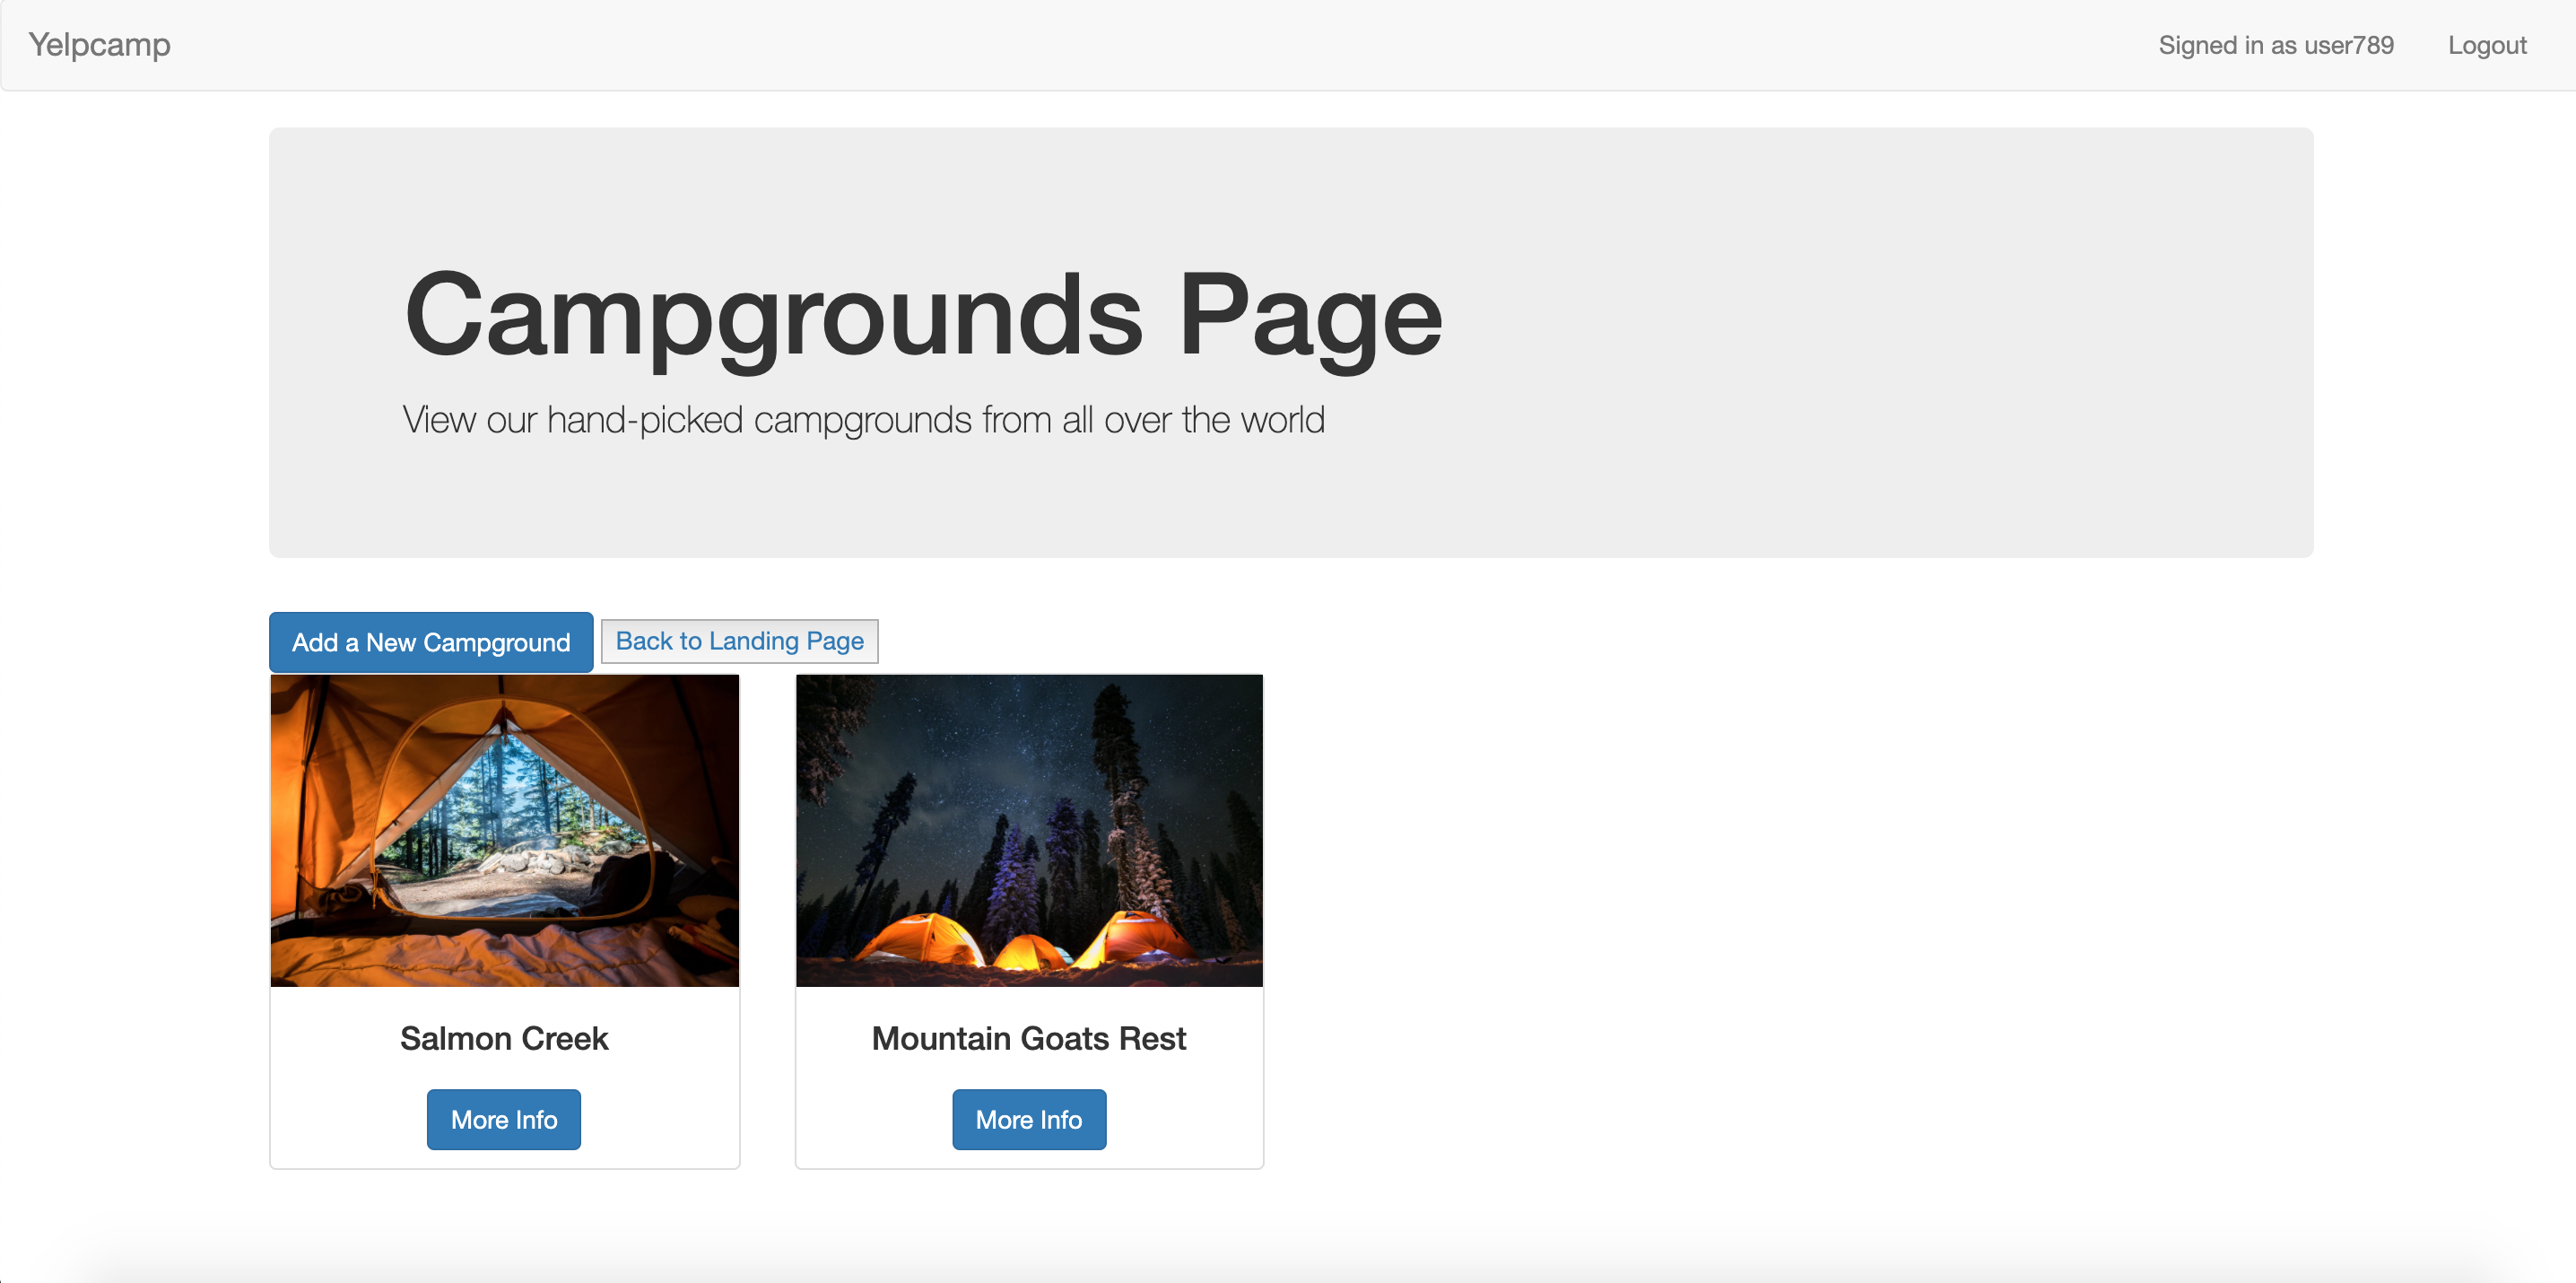 Yelpcamp
Signed in as user789
Logout
Campgrounds Page
View our hand-picked campgrounds from all over the world
Add a New Campground
Back to Landing Page
Salmon Creek
Mountain Goats Rest
More Info
More Info